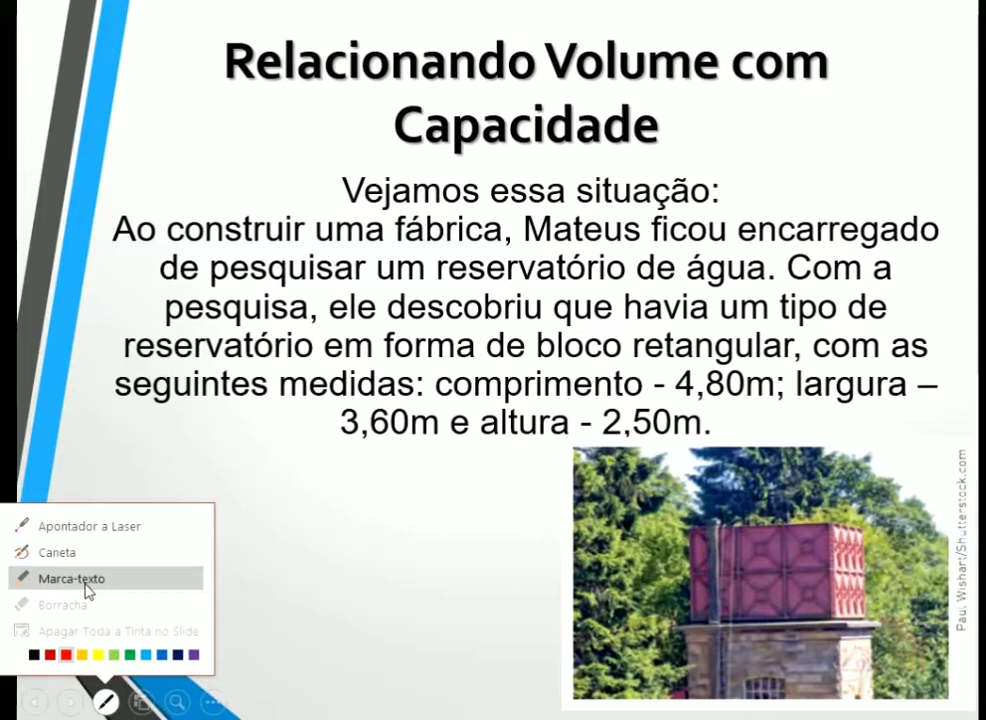 Relacionando Volume com
Capacidade
Vejamos essa situação:
Ao construir uma fábrica, Mateus ficou encarregado
de pesquisar um reservatório de água. Com a
pesquisa, ele descobriu que havia um tipo de
reservatório em forma de bloco retangular, com as
seguintes medidas: comprimento - 4,80m; largura –
3,60m e altura - 2,50m.
Paul Wishart/Shutterstock.com
Apontador a Laser
Caneta
Marca-texto
Borracha
Apagar Toda a Tinta no Slide